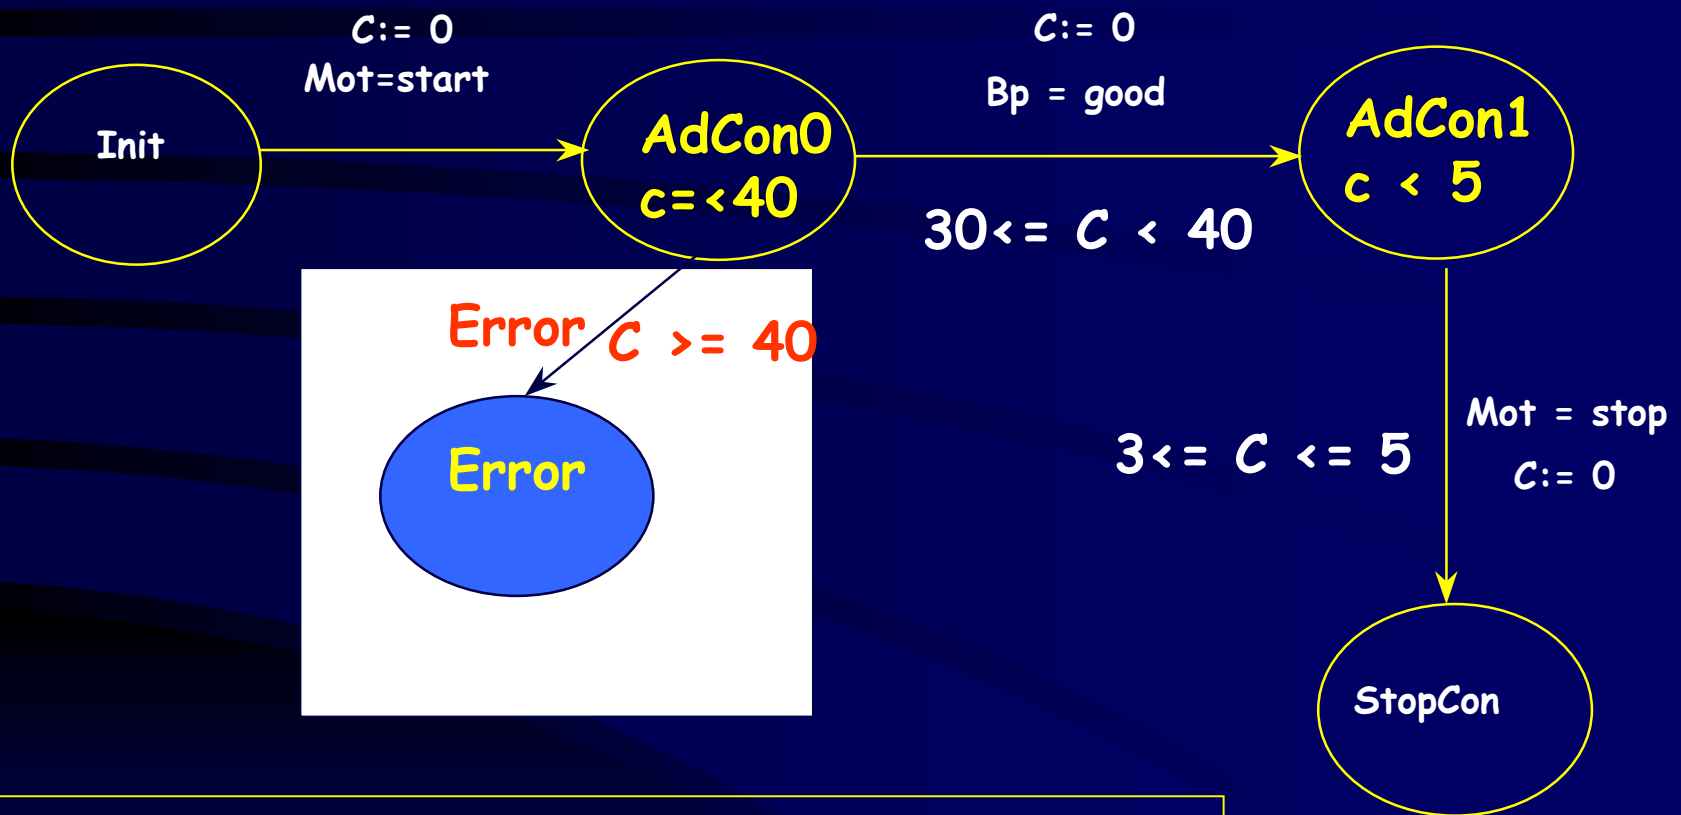 C:= 0
Mot=start
Init
AdCon0
c=<40
C:= 0
Bp = good
30<= C < 40
AdCon1
c < 5
Error
C >= 40
Error
3<= C <= 5
Mot = stop
C:= 0
StopCon